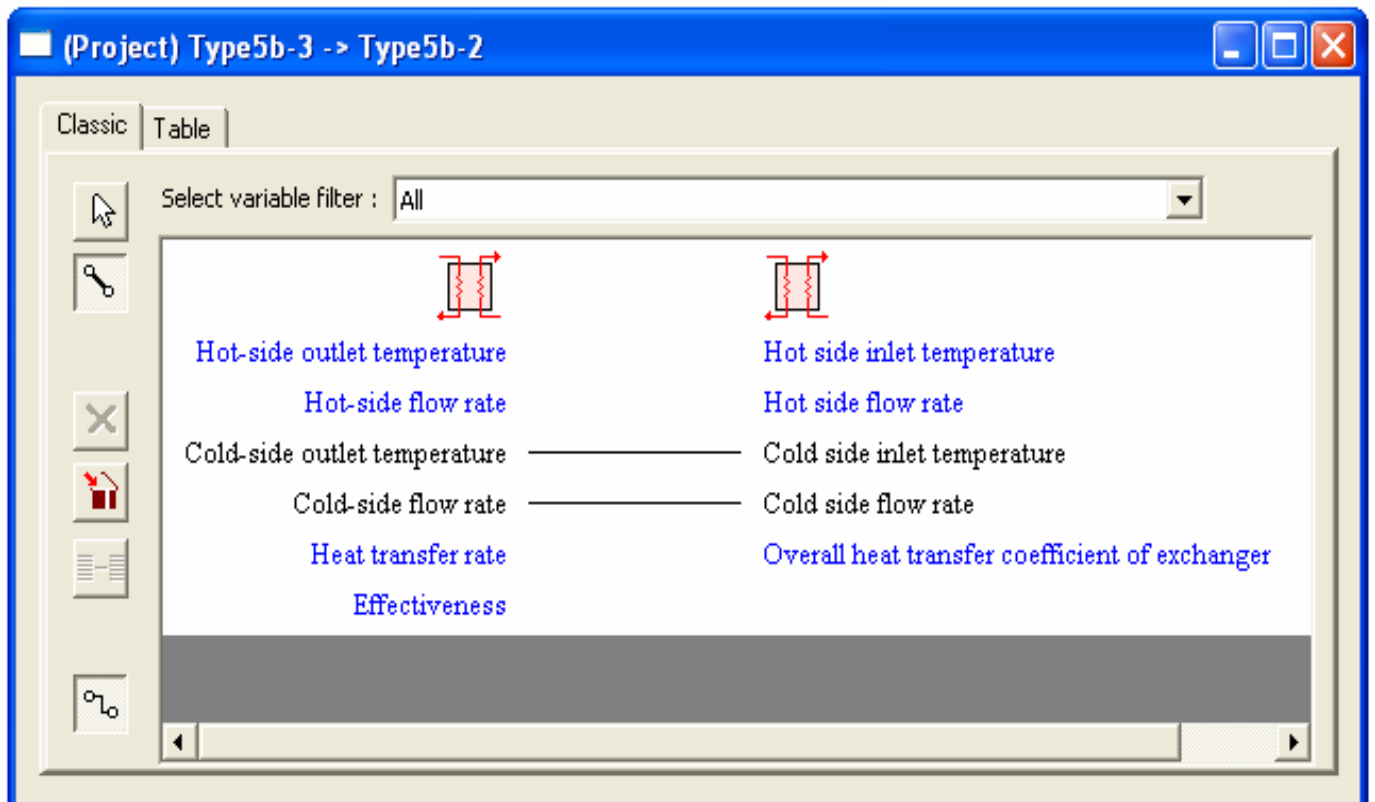 (Project) Type5b-3 -> Type5b-2
Classic Table
Select variable filter : All
Hot-side outlet temperature Hot side inlet temperature
Hot-side flow rate Hot side flow rate
Cold-side outlet temperature Cold side inlet temperature
Cold-side flow rate Cold side flow rate
Heat transfer rate Overall heat transfer coefficient of exchanger
Effectiveness